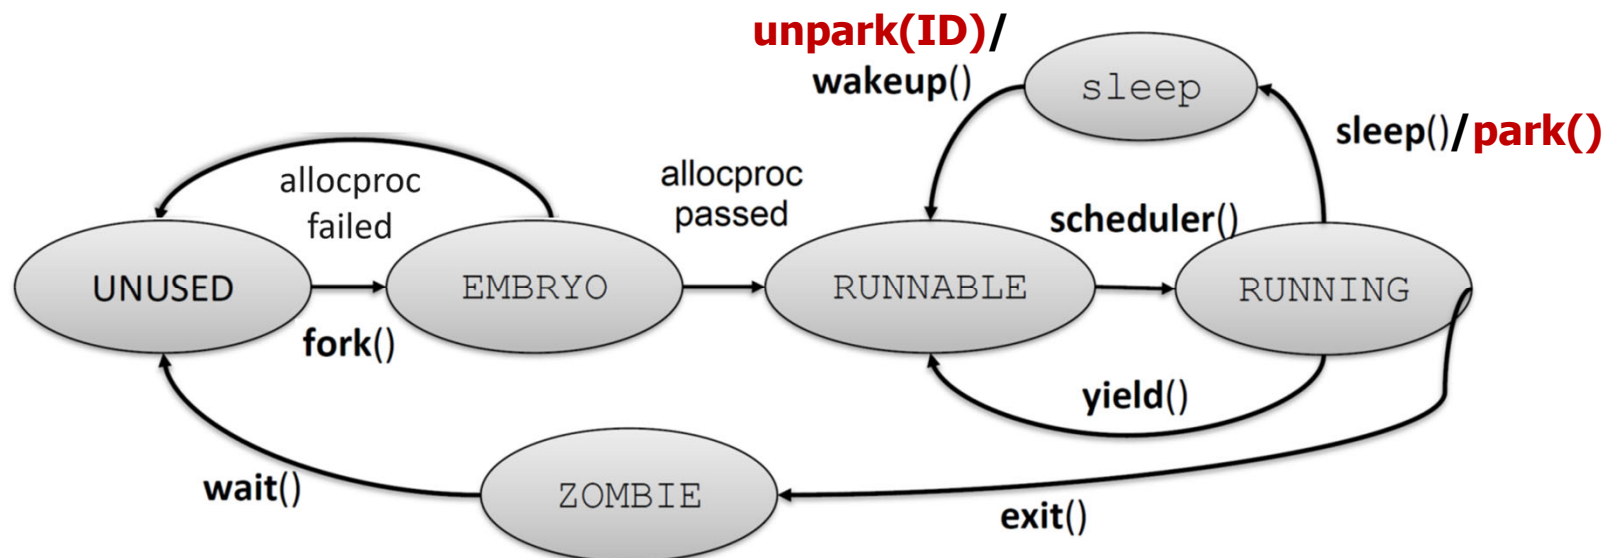 unpark(ID)/
wakeup()
sleep
sleep()/park()
allocproc
failed
allocproc
passed
scheduler()
UNUSED
EMBRYO
RUNNABLE
RUNNING
fork()
yield()
wait()
ZOMBIE
exit()